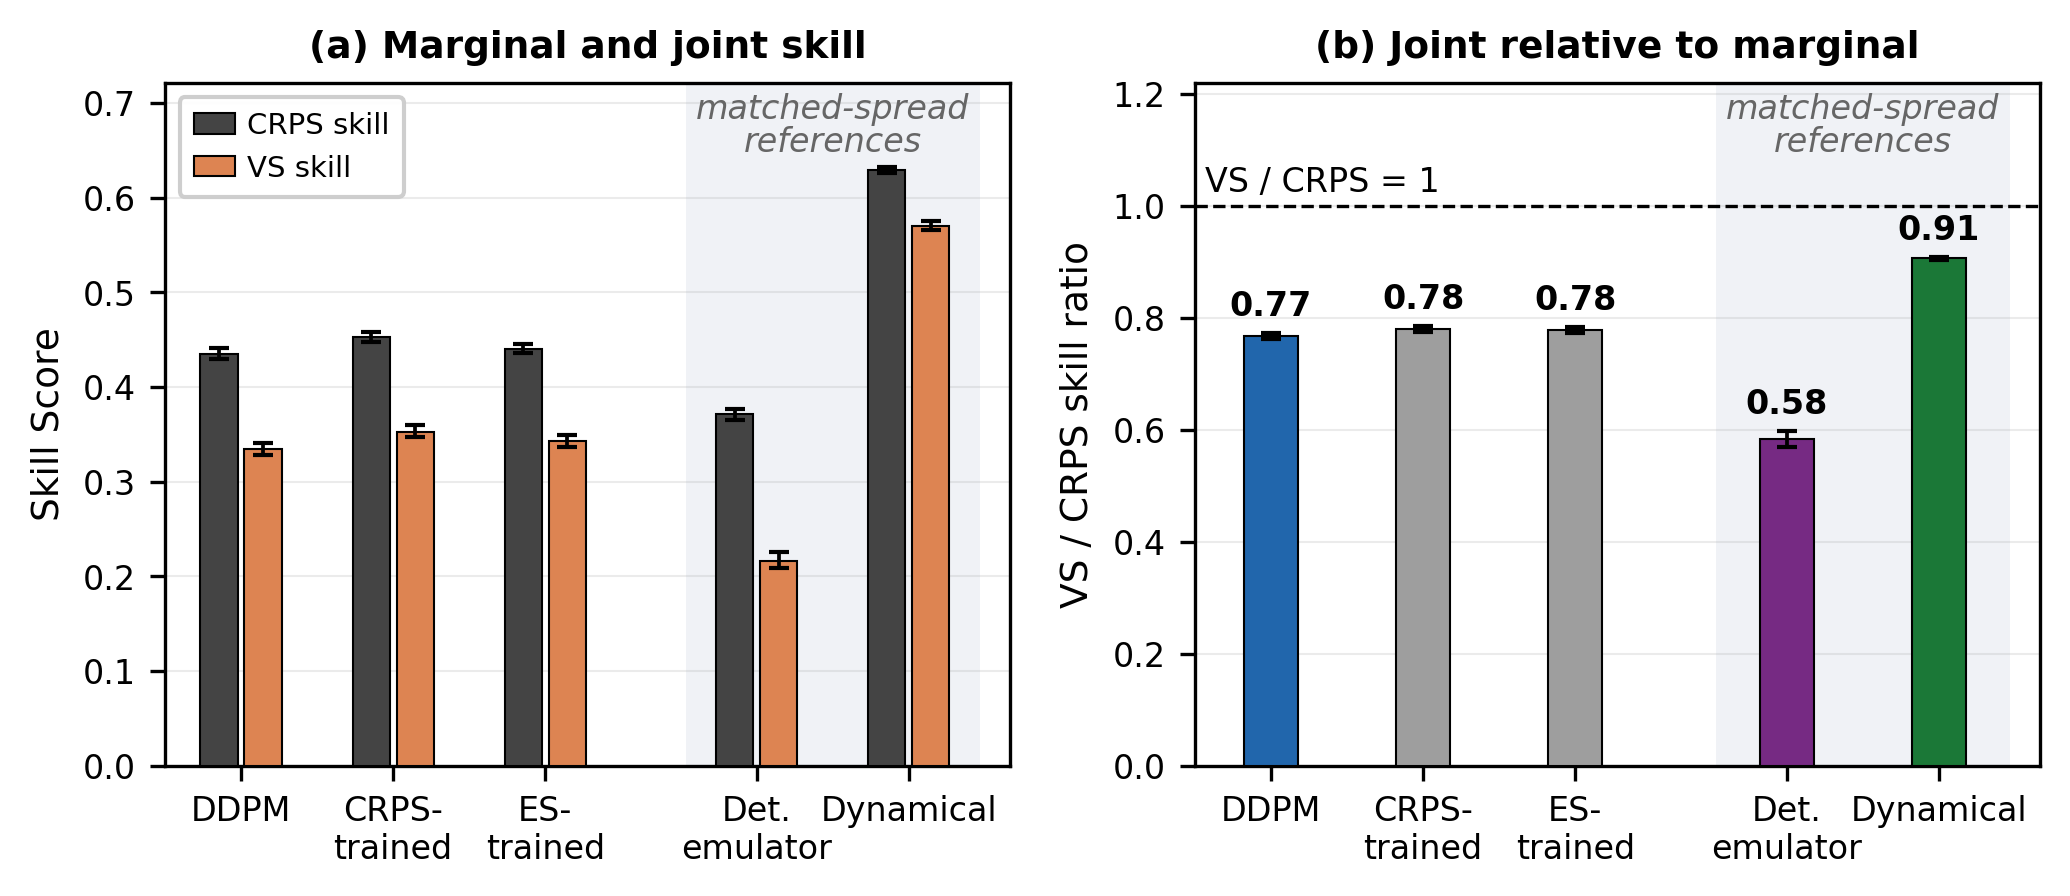 (a) Marginal and joint skill
Skill Score
0.7
0.6
0.5
0.4
0.3
0.2
0.1
0.0
CRPS skill
VS skill
matched-spread
references
DDPM
CRPS-
trained
ES-
trained
Det.
emulator
Dynamical
(b) Joint relative to marginal
VS / CRPS skill ratio
1.2
1.0
0.8
0.6
0.4
0.2
0.0
matched-spread
references
VS / CRPS = 1
0.77
0.78
0.78
0.58
0.91
DDPM
CRPS-
trained
ES-
trained
Det.
emulator
Dynamical